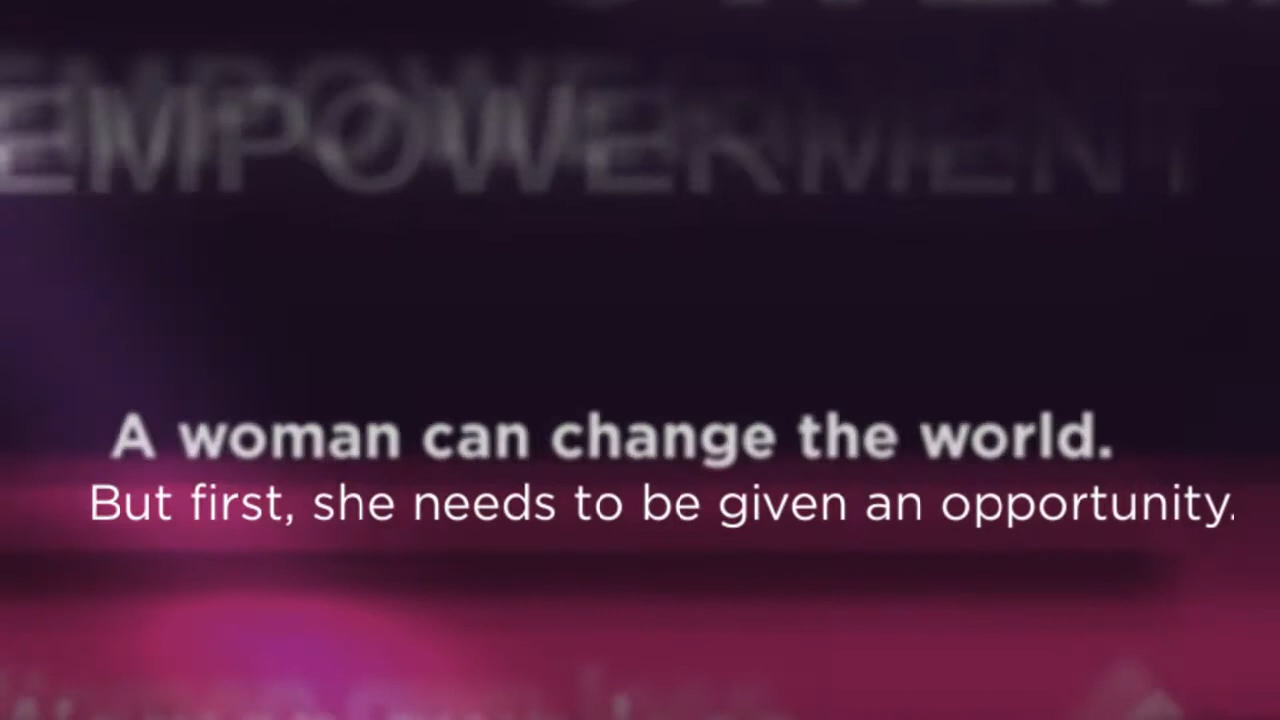 EMPOWERMENT
A woman can change the world.
But first, she needs to be given an opportunity.